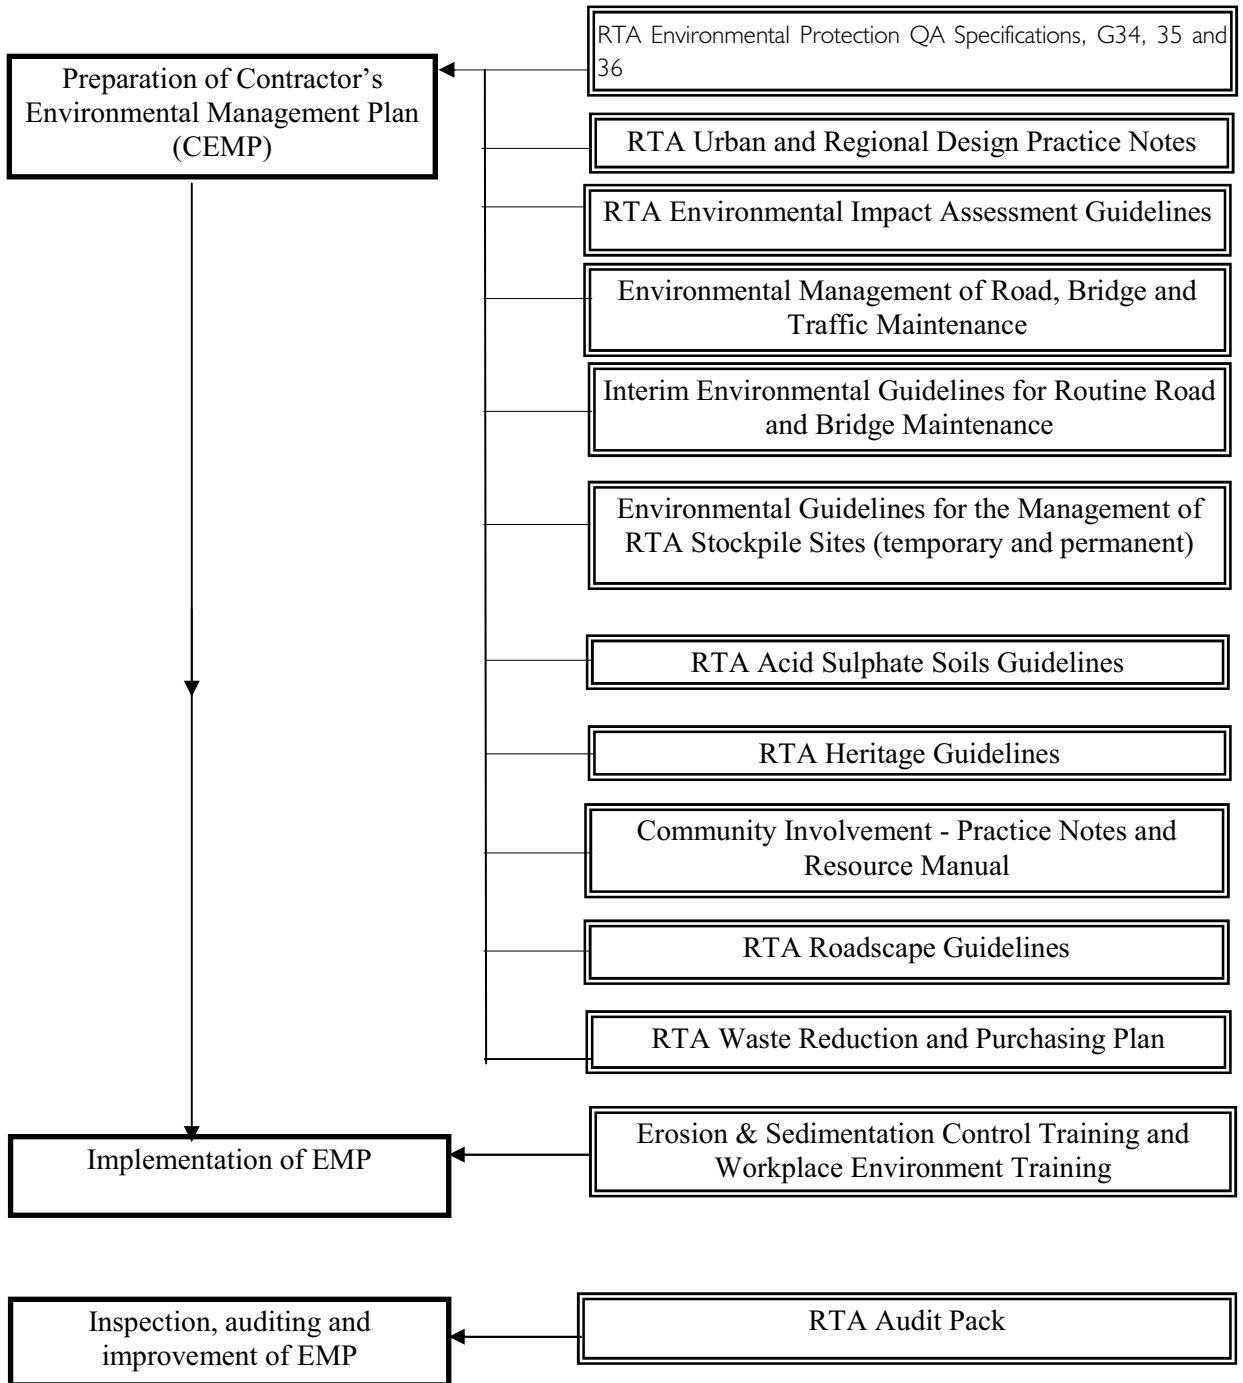 Preparation of Contractor's
Environmental Management Plan
(CEMP)
RTA Environmental Protection QA Specifications, G34, 35 and
36
RTA Urban and Regional Design Practice Notes
RTA Environmental Impact Assessment Guidelines
Environmental Management of Road, Bridge and
Traffic Maintenance
Interim Environmental Guidelines for Routine Road
and Bridge Maintenance
Environmental Guidelines for the Management of
RTA Stockpile Sites (temporary and permanent)
RTA Acid Sulphate Soils Guidelines
RTA Heritage Guidelines
Community Involvement - Practice Notes and
Resource Manual
RTA Roadscape Guidelines
RTA Waste Reduction and Purchasing Plan
Implementation of EMP
Erosion & Sedimentation Control Training and
Workplace Environment Training
Inspection, auditing and
improvement of EMP
RTA Audit Pack